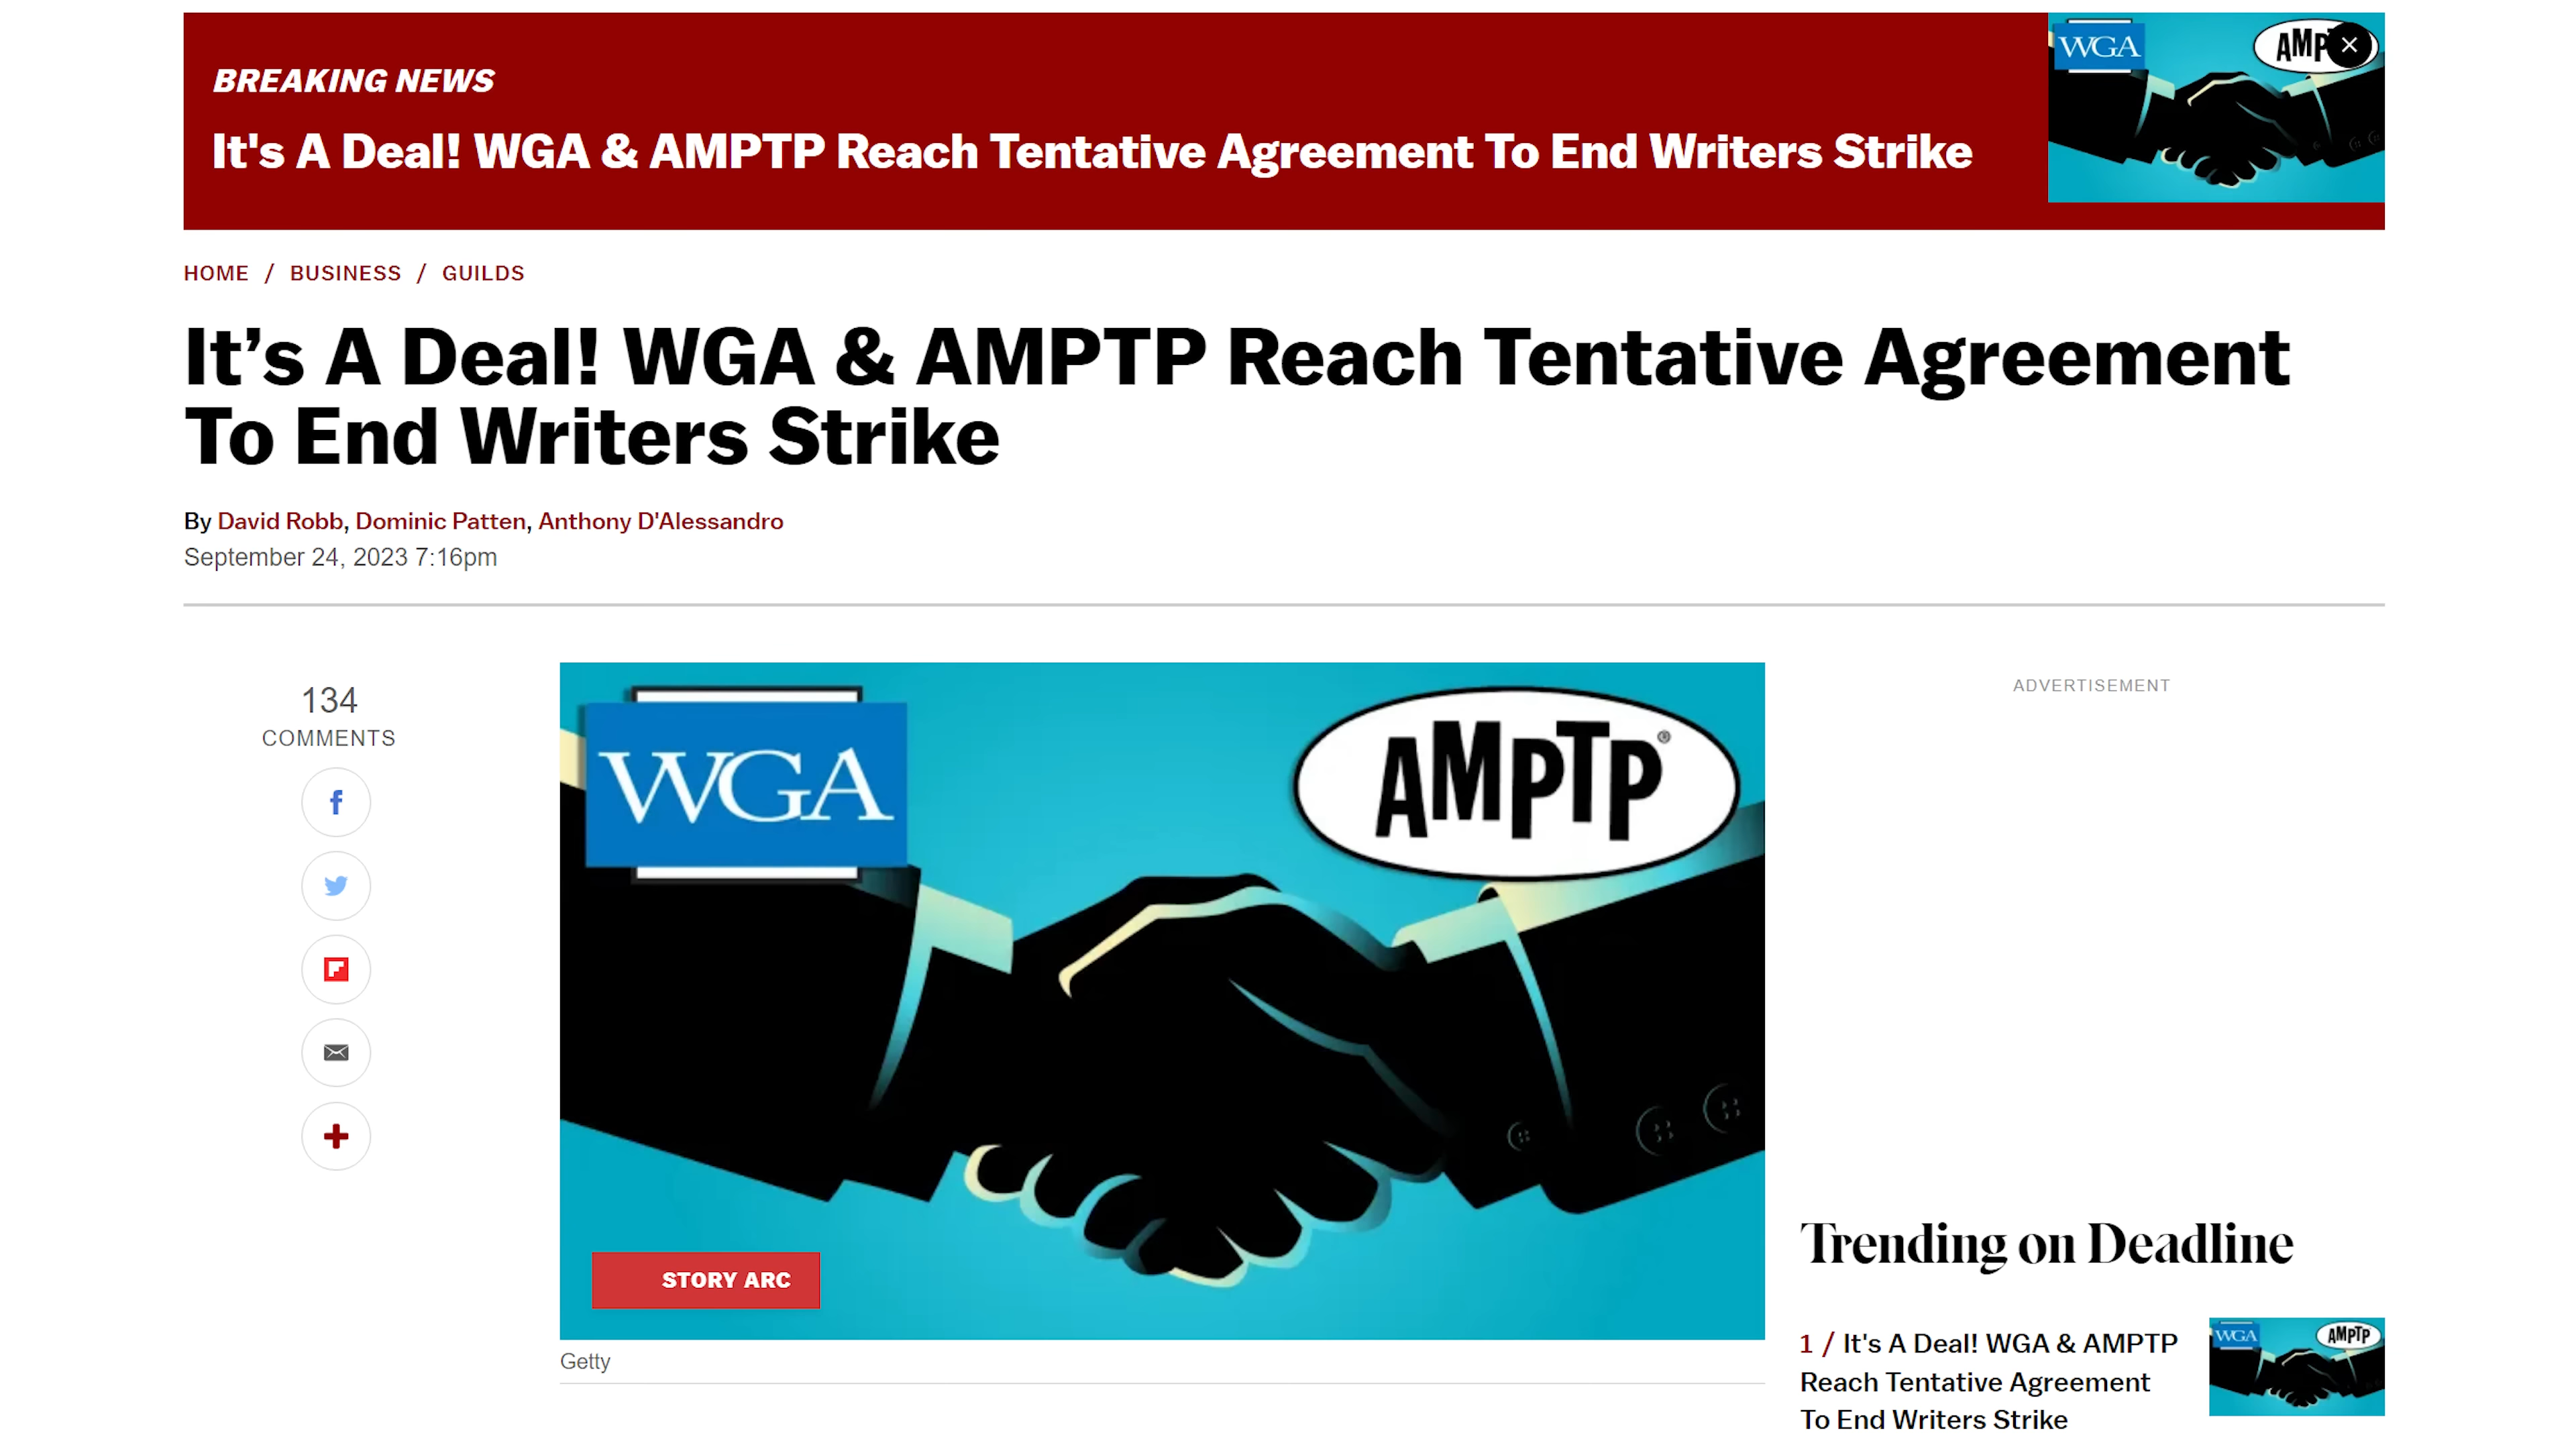 BREAKING NEWS
It's A Deal! WGA & AMPTP Reach Tentative Agreement To End Writers Strike
WGA
AMP
HOME / BUSINESS / GUILDS
It’s A Deal! WGA & AMPTP Reach Tentative Agreement
To End Writers Strike
By David Robb, Dominic Patten, Anthony D'Alessandro
September 24, 2023 7:16pm
134
COMMENTS
WGA
AMPTP®
STORY ARC
Getty
ADVERTISEMENT
Trending on Deadline
1 / It's A Deal! WGA & AMPTP
Reach Tentative Agreement
To End Writers Strike
WGA
AMPTP